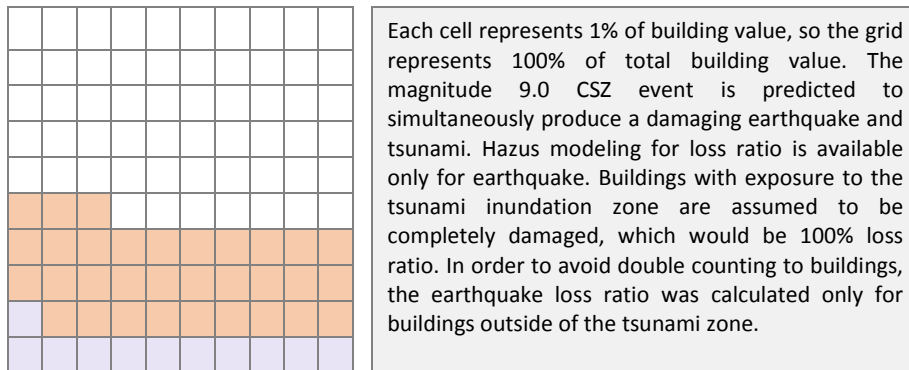 Each cell represents 1% of building value, so the grid
represents 100% of total building value. The
magnitude 9.0 CSZ event is predicted to
simultaneously produce a damaging earthquake and
tsunami. Hazus modeling for loss ratio is available
only for earthquake. Buildings with exposure to the
tsunami inundation zone are assumed to be
completely damaged, which would be 100% loss
ratio. In order to avoid double counting to buildings,
the earthquake loss ratio was calculated only for
buildings outside of the tsunami zone.